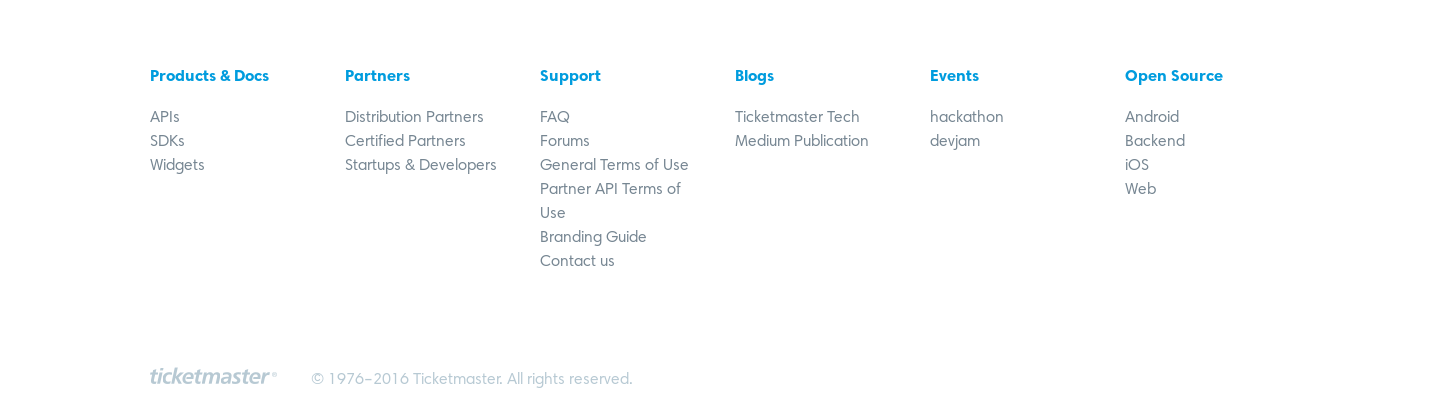 Products & Docs
APIs
SDKs
Widgets
Partners
Distribution Partners
Certified Partners
Startups & Developers
Support
FAQ
Forums
General Terms of Use
Partner API Terms of
Use
Branding Guide
Contact us
Blogs
Ticketmaster Tech
Medium Publication
Events
hackathon
devjam
Open Source
Android
Backend
iOS
Web
ticketmaster®
© 1976–2016 Ticketmaster. All rights reserved.